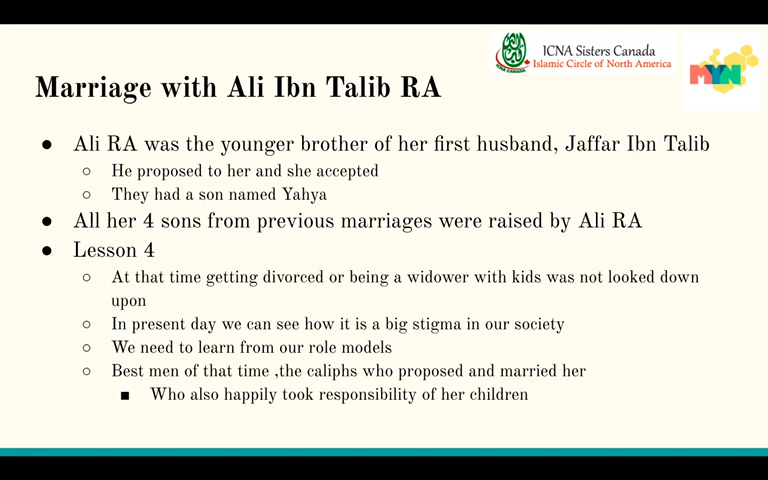 ICNA Sisters Canada
Islamic Circle of North America
ICNA CANADA
MYN
Marriage with Ali Ibn Talib RA
● Ali RA was the younger brother of her first husband, Jaffar Ibn Talib
○ He proposed to her and she accepted
○ They had a son named Yahya
● All her 4 sons from previous marriages were raised by Ali RA
● Lesson 4
○ At that time getting divorced or being a widower with kids was not looked down
upon
○ In present day we can see how it is a big stigma in our society
○ We need to learn from our role models
○ Best men of that time ,the caliphs who proposed and married her
■ Who also happily took responsibility of her children